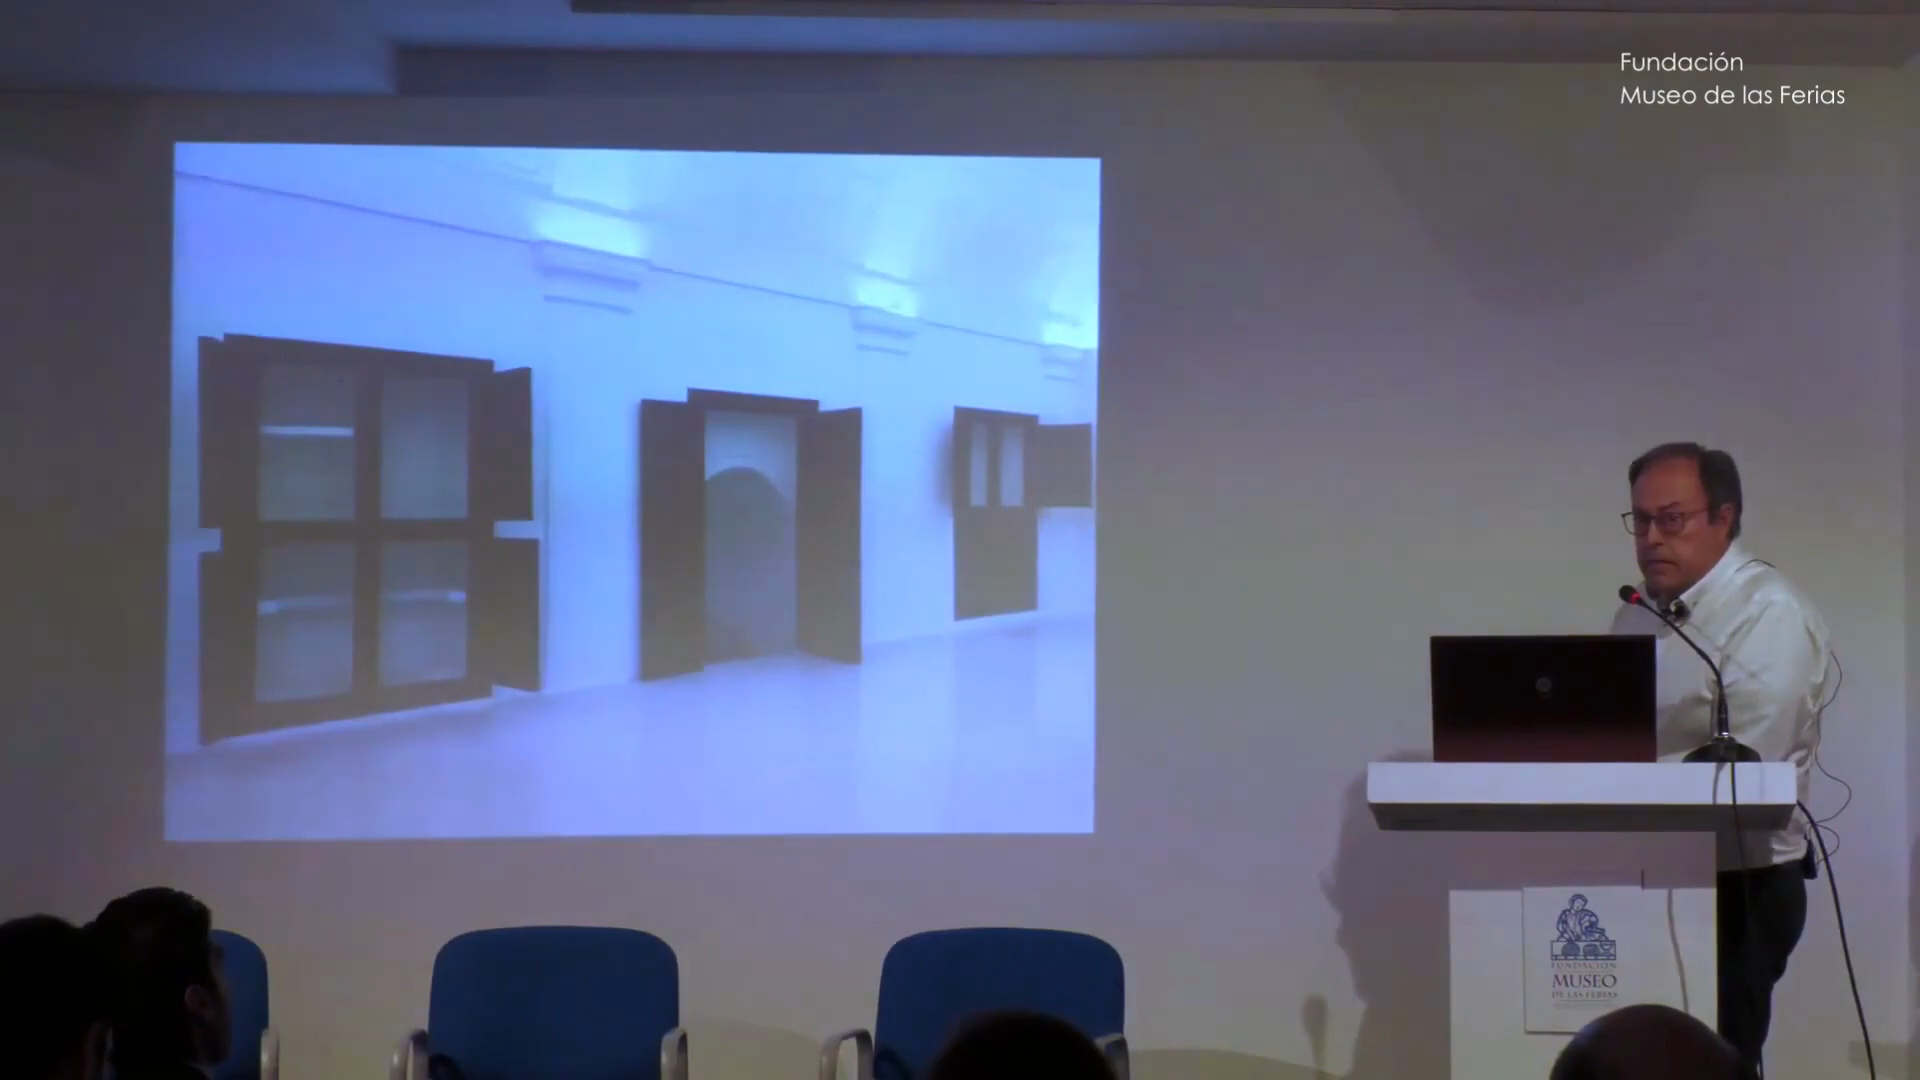 Fundación
Museo de las Ferias
FUNDACIÓN
MUSEO
DE LAS FERIAS